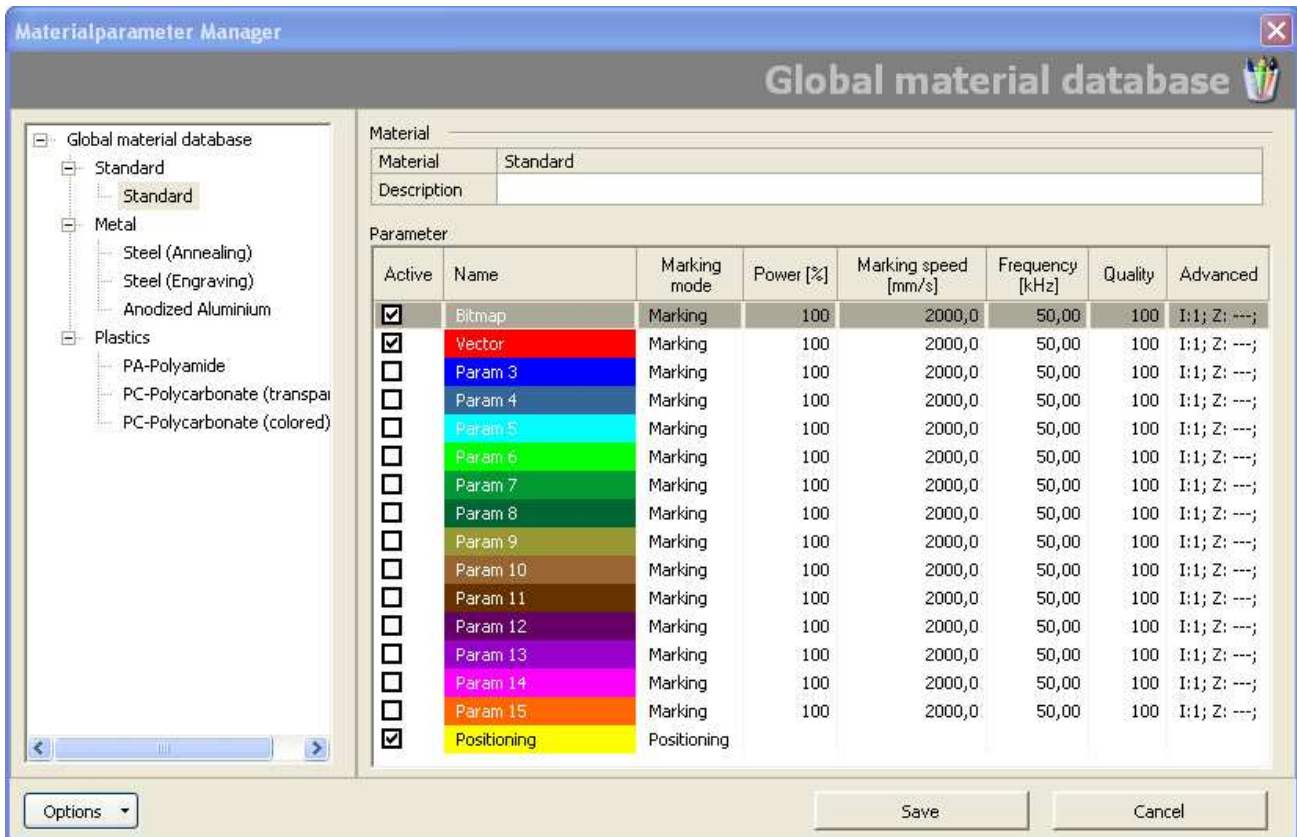 Materialparameter Manager
Global material database
Global material database
Standard
Standard
Metal
Steel (Annealing)
Steel (Engraving)
Anodized Aluminium
Plastics
PA-Polyamide
PC-Polycarbonate (transpar
PC-Polycarbonate (colored)
Material
Material Standard
Description
Parameter
Active Name Marking mode Power [%] Marking speed [mm/s] Frequency [kHz] Quality Advanced
Bitmap Marking 100 2000,0 50,00 100 I:1; Z: ---;
Vector Marking 100 2000,0 50,00 100 I:1; Z: ---;
Param 3 Marking 100 2000,0 50,00 100 I:1; Z: ---;
Param 4 Marking 100 2000,0 50,00 100 I:1; Z: ---;
Param 5 Marking 100 2000,0 50,00 100 I:1; Z: ---;
Param 6 Marking 100 2000,0 50,00 100 I:1; Z: ---;
Param 7 Marking 100 2000,0 50,00 100 I:1; Z: ---;
Param 8 Marking 100 2000,0 50,00 100 I:1; Z: ---;
Param 9 Marking 100 2000,0 50,00 100 I:1; Z: ---;
Param 10 Marking 100 2000,0 50,00 100 I:1; Z: ---;
Param 11 Marking 100 2000,0 50,00 100 I:1; Z: ---;
Param 12 Marking 100 2000,0 50,00 100 I:1; Z: ---;
Param 13 Marking 100 2000,0 50,00 100 I:1; Z: ---;
Param 14 Marking 100 2000,0 50,00 100 I:1; Z: ---;
Param 15 Marking 100 2000,0 50,00 100 I:1; Z: ---;
Positioning Positioning
Options Save Cancel